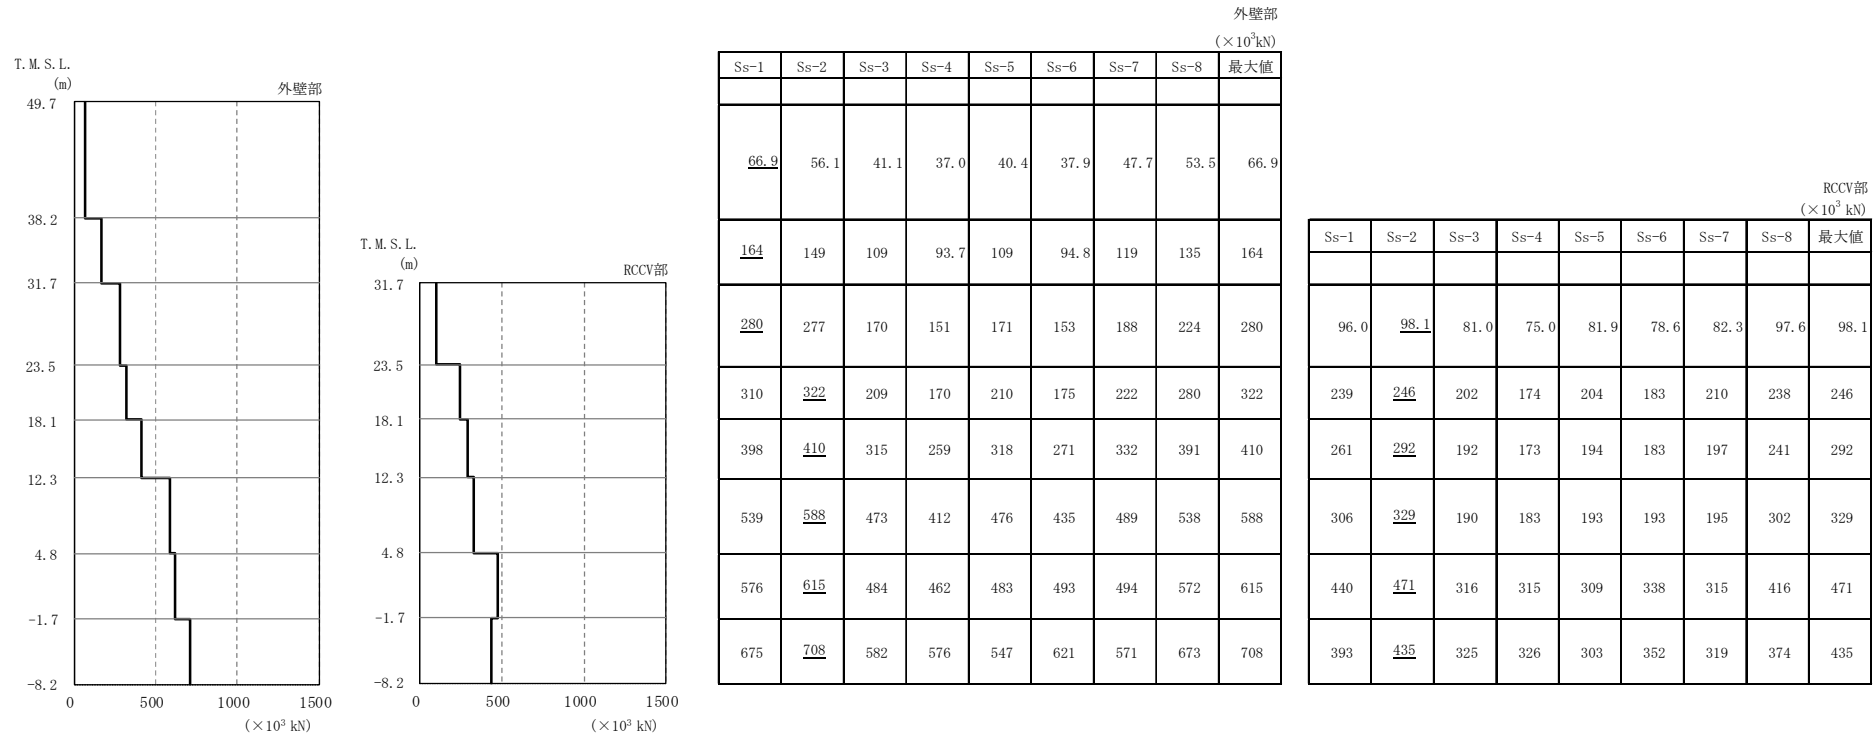 T.M.S.L.
(m)
外壁部
49.7
38.2
31.7
23.5
18.1
12.3
4.8
-1.7
-8.2
0 500 1000 1500
(×10³ kN)
T.M.S.L.
(m)
RCCV部
31.7
23.5
18.1
12.3
4.8
-1.7
-8.2
0 500 1000 1500
(×10³ kN)
外壁部
(×10³kN)
Ss-1 Ss-2 Ss-3 Ss-4 Ss-5 Ss-6 Ss-7 Ss-8 最大値
66.9 56.1 41.1 37.0 40.4 37.9 47.7 53.5 66.9
164 149 109 93.7 109 94.8 119 135 164
280 277 170 151 171 153 188 224 280
310 322 209 170 210 175 222 280 322
398 410 315 259 318 271 332 391 410
539 588 473 412 476 435 489 538 588
576 615 484 462 483 493 494 572 615
675 708 582 576 547 621 571 673 708
RCCV部
(×10³ kN)
Ss-1 Ss-2 Ss-3 Ss-4 Ss-5 Ss-6 Ss-7 Ss-8 最大値
96.0 98.1 81.0 75.0 81.9 78.6 82.3 97.6 98.1
239 246 202 174 204 183 210 238 246
261 292 192 173 194 183 197 241 292
306 329 190 183 193 193 195 302 329
440 471 316 315 309 338 315 416 471
393 435 325 326 303 352 319 374 435